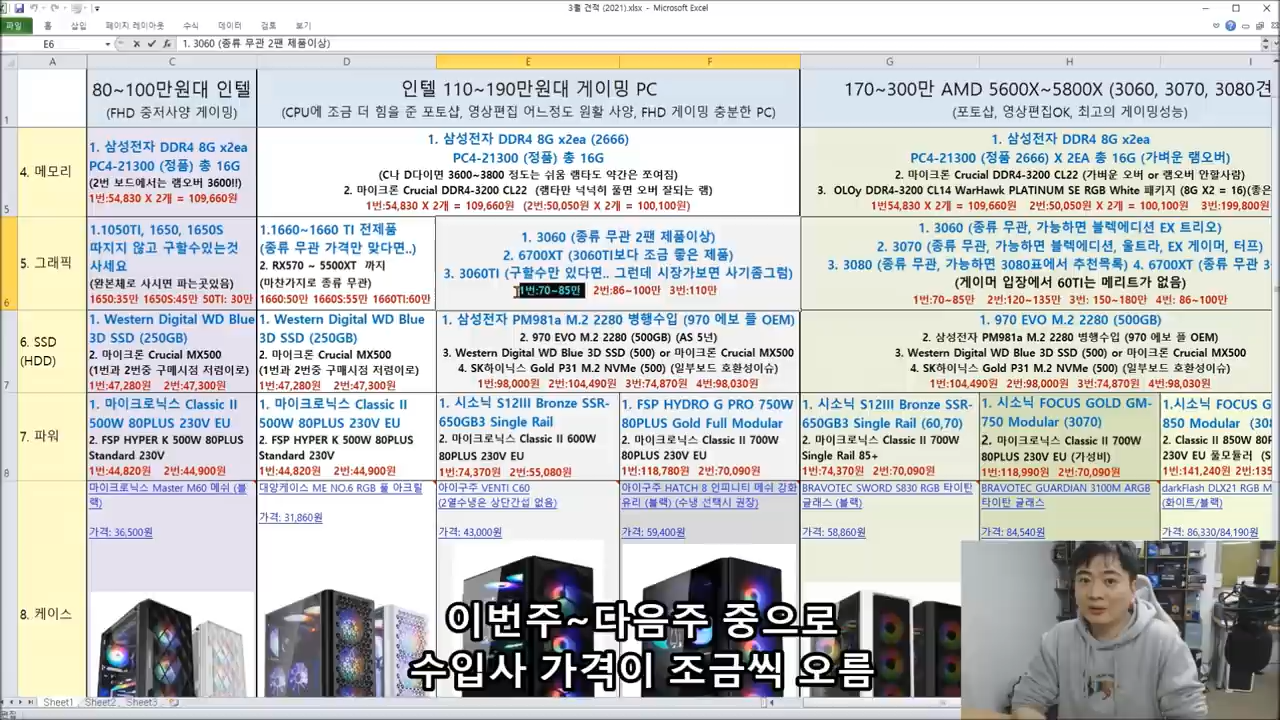 3월 견적 (2021).xlsx - Microsoft Excel
파일 홈 삽입 페이지 레이아웃 수식 데이터 검토 보기
E6 1. 3060 (종류 무관 2팬 제품이상)
A C D E F G H I
80~100만원대 인텔
(FHD 중저사양 게이밍)
인텔 110~190만원대 게이밍 PC
(CPU에 조금 더 힘을 준 포토샵, 영상편집 어느정도 원활 사양, FHD 게이밍 충분한 PC)
170~300만 AMD 5600X~5800X (3060, 3070, 3080견
(포토샵, 영상편집OK, 최고의 게이밍성능)
1
4. 메모리
5
1. 삼성전자 DDR4 8G x2ea
PC4-21300 (정품) 총 16G
(2번 보드에서는 램오버 3600!!)
1번:54,830 X 2개 = 109,660원
1. 삼성전자 DDR4 8G x2ea (2666)
PC4-21300 (정품) 총 16G
(C나 D다이면 3600~3800 정도는 쉬움 램타도 약간은 쪼여짐)
2. 마이크론 Crucial DDR4-3200 CL22 (램타만 넉넉히 풀면 오버 잘되는 램)
1번:54,830원 X 2개 = 109,660원 (2번:50,050원 X 2개 = 100,100원)
1. 삼성전자 DDR4 8G x2ea
PC4-21300 (정품 2666) X 2EA 총 16G (가벼운 램오버)
2. 마이크론 Crucial DDR4-3200 CL22 (가벼운 오버 or 램오버 안할사람)
3. OLOy DDR4-3200 CL14 WarHawk PLATINUM SE RGB White 패키지 (8G X2 = 16)(좋은
1번54,830원 X 2개 = 109,660원 2번:50,050원 X 2개 = 100,100원 3번:199,800원
5. 그래픽
6
1.1050TI, 1650, 1650S
따지지 않고 구할수있는것
사세요
(완본체로 사시면 파는곳있음)
1650:35만 1650S:45만 50TI: 30만
1.1660~1660 TI 전제품
(종류 무관 가격만 맞다면..)
2. RX570 ~ 5500XT 까지
(마찬가지로 종류 무관)
1660:50만 1660S:55만 1660TI:60만
1. 3060 (종류 무관 2팬 제품이상)
2. 6700XT (3060TI보다 조금 좋은 제품)
3. 3060TI (구할수만 있다면.. 그런데 시장가보면 사기좀그럼)
1번:70~85만 2번:86~100만 3번:110만
1. 3060 (종류 무관, 가능하면 블랙에디션 EX 트리오)
2. 3070 (종류 무관, 가능하면 블랙에디션, 울트라, EX 게이머, 터프)
3. 3080 (종류 무관, 가능하면 3080표에서 추천목록) 4. 6700XT (종류 무관 3
(게이머 입장에서 60TI는 메리트가 없음)
1번:70~85만 2번:120~135만 3번: 150~180만 4번: 86~100만
6. SSD
(HDD)
7
1. Western Digital WD Blue
3D SSD (250GB)
2. 마이크론 Crucial MX500
(1번과 2번중 구매시점 저렴이로)
1번:47,280원 2번:47,300원
1. Western Digital WD Blue
3D SSD (250GB)
2. 마이크론 Crucial MX500
(1번과 2번중 구매시점 저렴이로)
1번:47,280원 2번:47,300원
1. 삼성전자 PM981a M.2 2280 병행수입 (970 에보 플 OEM)
2. 970 EVO M.2 2280 (500GB) (AS 5년)
3. Western Digital WD Blue 3D SSD (500) or 마이크론 Crucial MX500
4. SK하이닉스 Gold P31 M.2 NVMe (500) (일부보드 호환성이슈)
1번:98,000원 2번:104,490원 3번:74,870원 4번:98,030원
1. 970 EVO M.2 2280 (500GB)
2. 삼성전자 PM981a M.2 2280 병행수입 (970 에보 플 OEM)
3. Western Digital WD Blue 3D SSD (500) or 마이크론 Crucial MX500
4. SK하이닉스 Gold P31 M.2 NVMe (500) (일부보드 호환성이슈)
1번:104,490원 2번:98,000원 3번:74,870원 4번:98,030원
7. 파워
8
1. 마이크로닉스 Classic II
500W 80PLUS 230V EU
2. FSP HYPER K 500W 80PLUS
Standard 230V
1번:44,820원 2번:44,900원
1. 마이크로닉스 Classic II
500W 80PLUS 230V EU
2. FSP HYPER K 500W 80PLUS
Standard 230V
1번:44,820원 2번:44,900원
1. 시소닉 S12III Bronze SSR-
650GB3 Single Rail
2. 마이크로닉스 Classic II 600W
80PLUS 230V EU
1번:74,370원 2번:55,080원
1. FSP HYDRO G PRO 750W
80PLUS Gold Full Modular
2. 마이크로닉스 Classic II 700W
80PLUS 230V EU
1번:118,780원 2번:70,090원
1. 시소닉 S12III Bronze SSR-
650GB3 Single Rail (60,70)
2. 마이크로닉스 Classic II 700W
Single Rail 85+
1번:74,370원 2번:70,090원
1. 시소닉 FOCUS GOLD GM-
750 Modular (3070)
2. 마이크로닉스 Classic II 700W
80PLUS 230V EU (가성비)
1번:118,990원 2번:70,090원
1.시소닉 FOCUS G
850 Modular (308
2. Classic II 850W 80P
230V EU 풀모듈러 (S
1번:141,240원 2번:135
8. 케이스
마이크로닉스 Master M60 메쉬 (블
랙)
가격: 36,500원
대양케이스 ME NO.6 RGB 풀 아크릴
가격: 31,860원
아이구주 VENTI C60
(2열수냉은 상단간섭 없음)
가격: 43,000원
아이구주 HATCH 8 인피니티 메쉬 강화
유리 (블랙) (수냉 선택시 권장)
가격: 59,400원
BRAVOTEC SWORD S830 RGB 타이탄
글래스 (블랙)
가격: 58,860원
BRAVOTEC GUARDIAN 3100M ARGB
타이탄 글래스
가격: 84,540원
darkFlash DLX21 RGB M
(화이트/블랙)
가격: 86,330/84,190원
이번주~다음주 중으로
수입사 가격이 조금씩 오름
Sheet1 Sheet2 Sheet3
편집